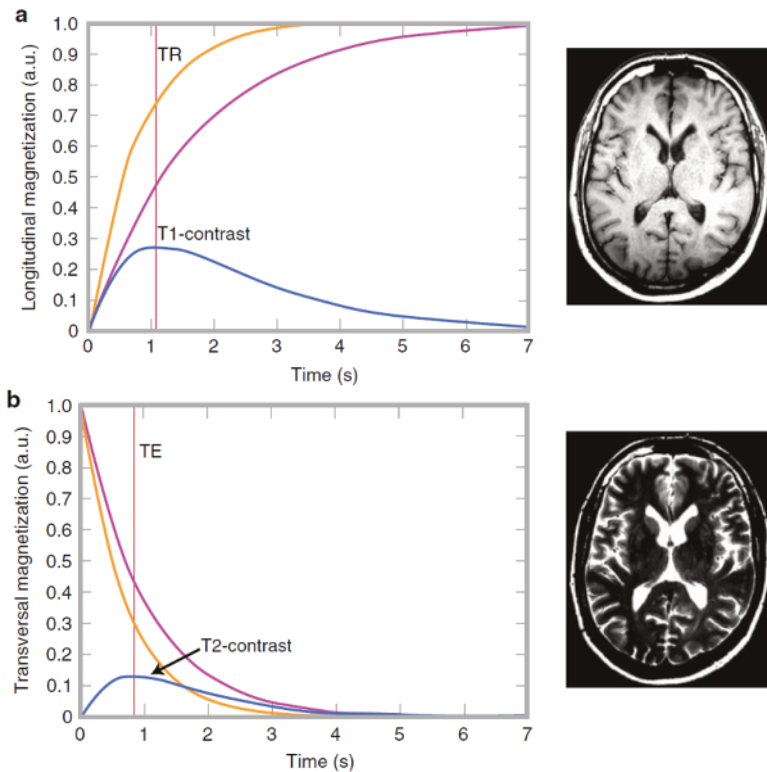 a
Longitudinal magnetization (a.u.)
1.0
0.9
0.8
0.7
0.6
0.5
0.4
0.3
0.2
0.1
0
TR
T1-contrast
0 1 2 3 4 5 6 7
Time (s)
b
Transversal magnetization (a.u.)
1.0
0.9
0.8
0.7
0.6
0.5
0.4
0.3
0.2
0.1
0
TE
T2-contrast
0 1 2 3 4 5 6 7
Time (s)